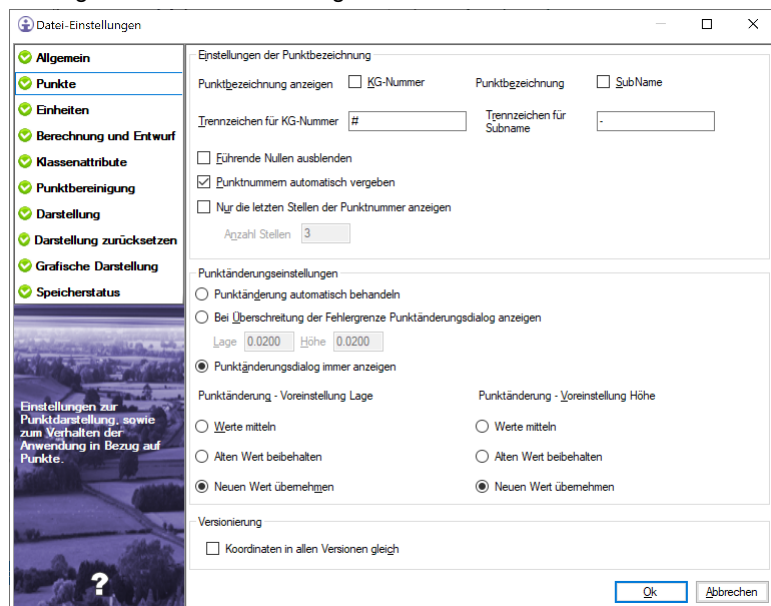 Datei-Einstellungen
Allgemein
Punkte
Einheiten
Berechnung und Entwurf
Klassenattribute
Punktbereinigung
Darstellung
Darstellung zurücksetzen
Grafische Darstellung
Speicherstatus
Einstellungen zur
Punktdarstellung, sowie
zum Verhalten der
Anwendung in Bezug auf
Punkte.
?
Einstellungen der Punktbezeichnung
Punktbezeichnung anzeigen KG-Nummer Punktbezeichnung SubName
Trennzeichen für KG-Nummer # Trennzeichen für
Subname -
Führende Nullen ausblenden
Punktnummern automatisch vergeben
Nur die letzten Stellen der Punktnummer anzeigen
Anzahl Stellen 3
Punktänderungseinstellungen
Punktänderung automatisch behandeln
Bei Überschreitung der Fehlergrenze Punktänderungsdialog anzeigen
Lage 0.0200 Höhe 0.0200
Punktänderungsdialog immer anzeigen
Punktänderung - Voreinstellung Lage Punktänderung - Voreinstellung Höhe
Werte mitteln Werte mitteln
Alten Wert beibehalten Alten Wert beibehalten
Neuen Wert übernehmen Neuen Wert übernehmen
Versionierung
Koordinaten in allen Versionen gleich
Ok Abbrechen